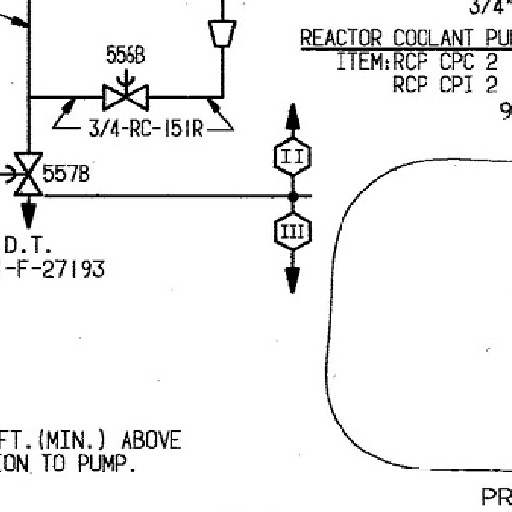 3/4"
REACTOR COOLANT PU
ITEM:RCP CPC 2
RCP CPI 2
9
556B
3/4-RC-151R
II
557B
III
D.T.
-F-27193
FT.(MIN.) ABOVE
ION TO PUMP.
PR